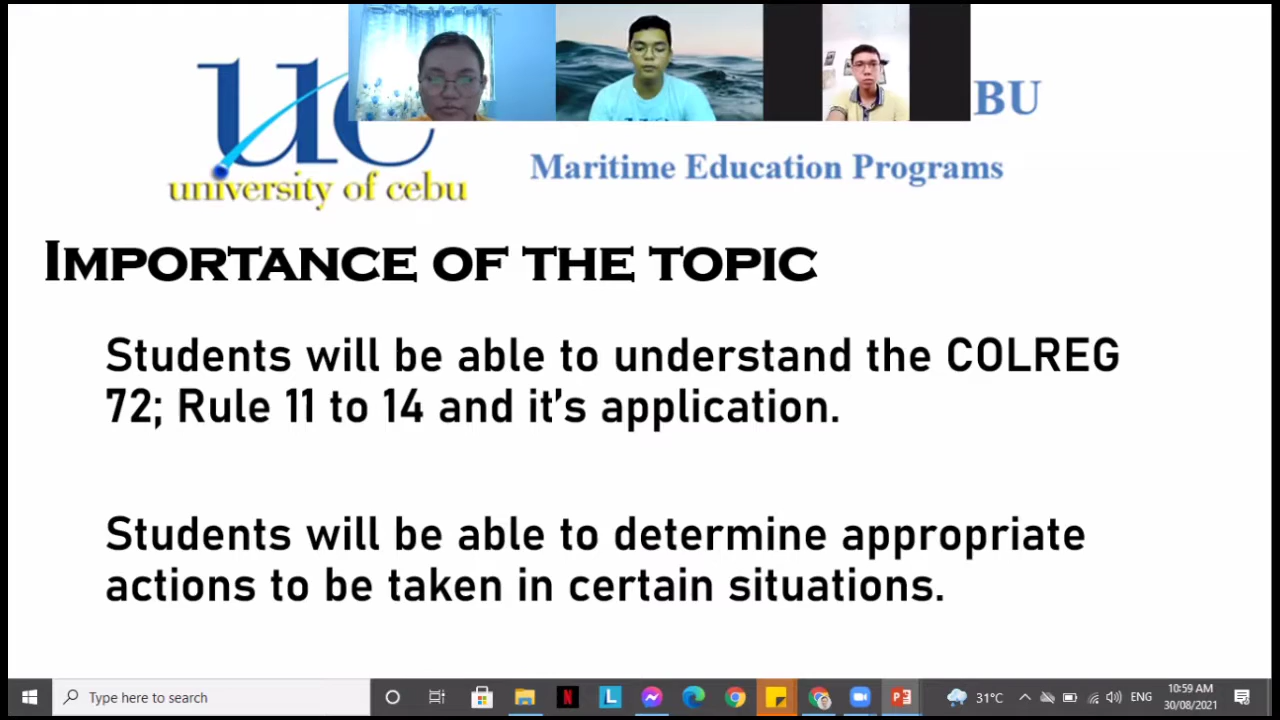 uc
BU
university of cebu
Maritime Education Programs
IMPORTANCE OF THE TOPIC
Students will be able to understand the COLREG
72; Rule 11 to 14 and it's application.
Students will be able to determine appropriate
actions to be taken in certain situations.
Type here to search
31°C
ENG
10:59 AM
30/08/2021